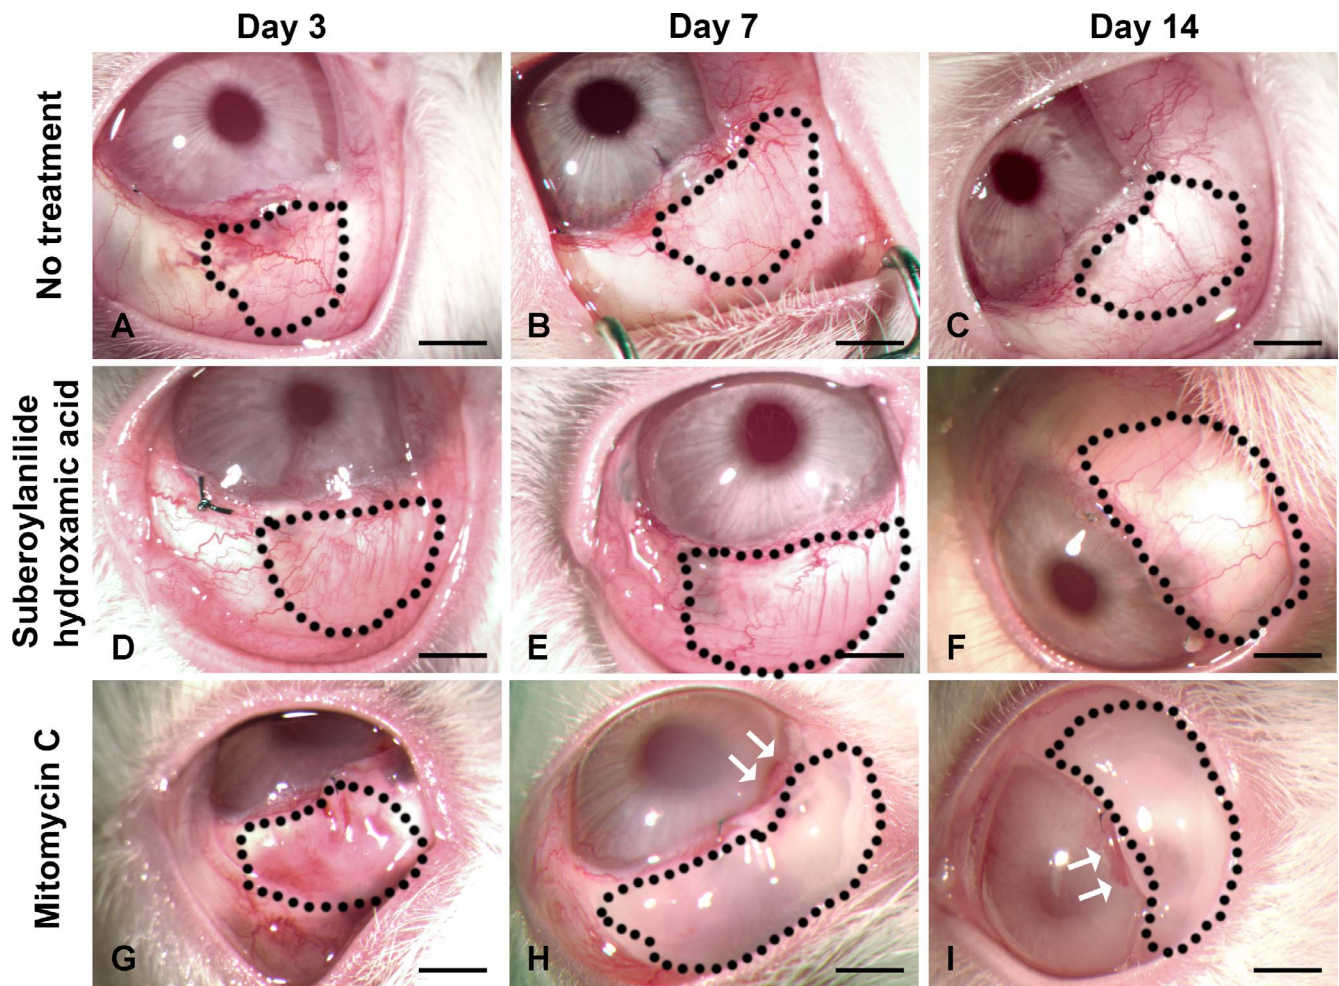 Day 3 Day 7 Day 14
No treatment
A B C
Suberoylanilide
hydroxamic acid
D E F
Mitomycin C
G H I